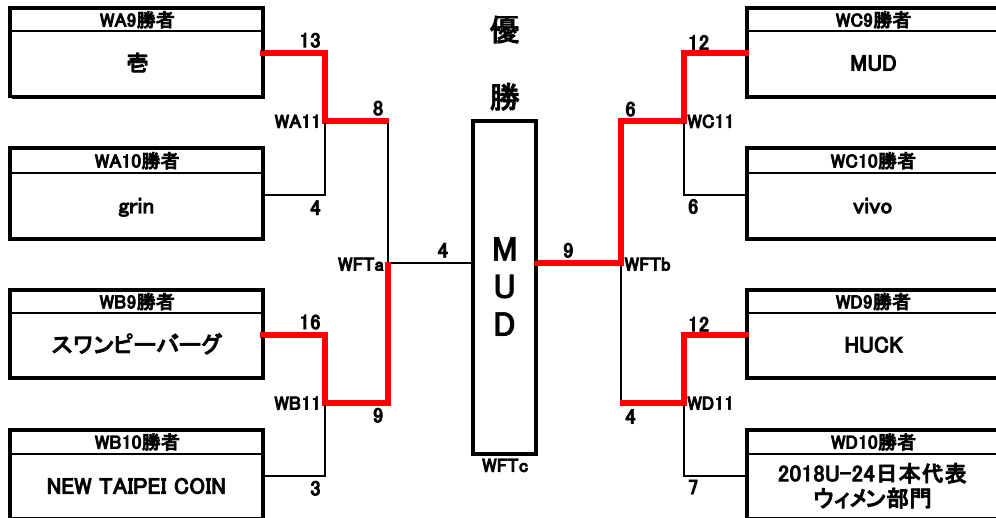 WA9勝者
壱
13
WA11
8
WA10勝者
grin
4
WFTa
4
WB9勝者
スワンピーバーグ
16
WB11
9
WB10勝者
NEW TAIPEI COIN
3
優
勝
M
U
D
WFTc
WC9勝者
MUD
12
6
WC11
WC10勝者
vivo
6
9
WFTb
WD9勝者
HUCK
12
4
WD11
WD10勝者
2018U-24日本代表
ウィメン部門
7